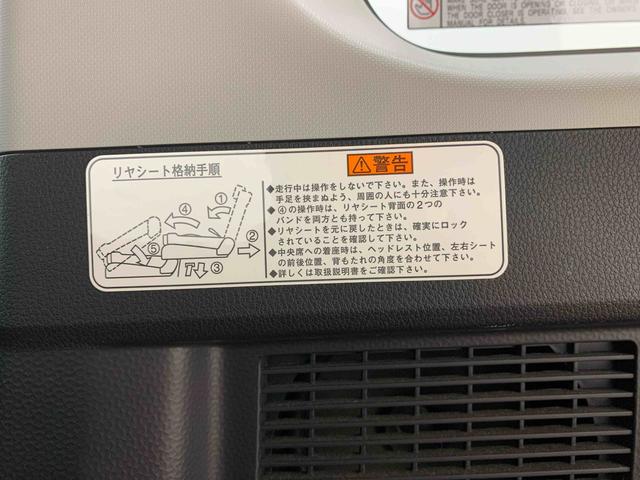 WHEN THE DOOR IS OPENING OR CLOSING.
THE DOOR CLOSER IS OPERATING. SEE THE OWNER'S
MANUAL FOR DETAILS.
リヤシート格納手順
① ② ③ ④ ⑤
警告
◆走行中は操作をしないで下さい。また、操作時は
手足を挟まぬよう、周囲の人にも十分注意下さい。
◆④の操作時は、リヤシート背面の2つの
バンドを両方とも持って下さい。
◆リヤシートを元に戻したときは、確実にロック
されていることを確認して下さい。
◆中央席への着座時は、ヘッドレスト位置、左右シート
の前後位置、背もたれの角度を合わせて下さい。
◆詳しくは取扱説明書をご確認下さい。